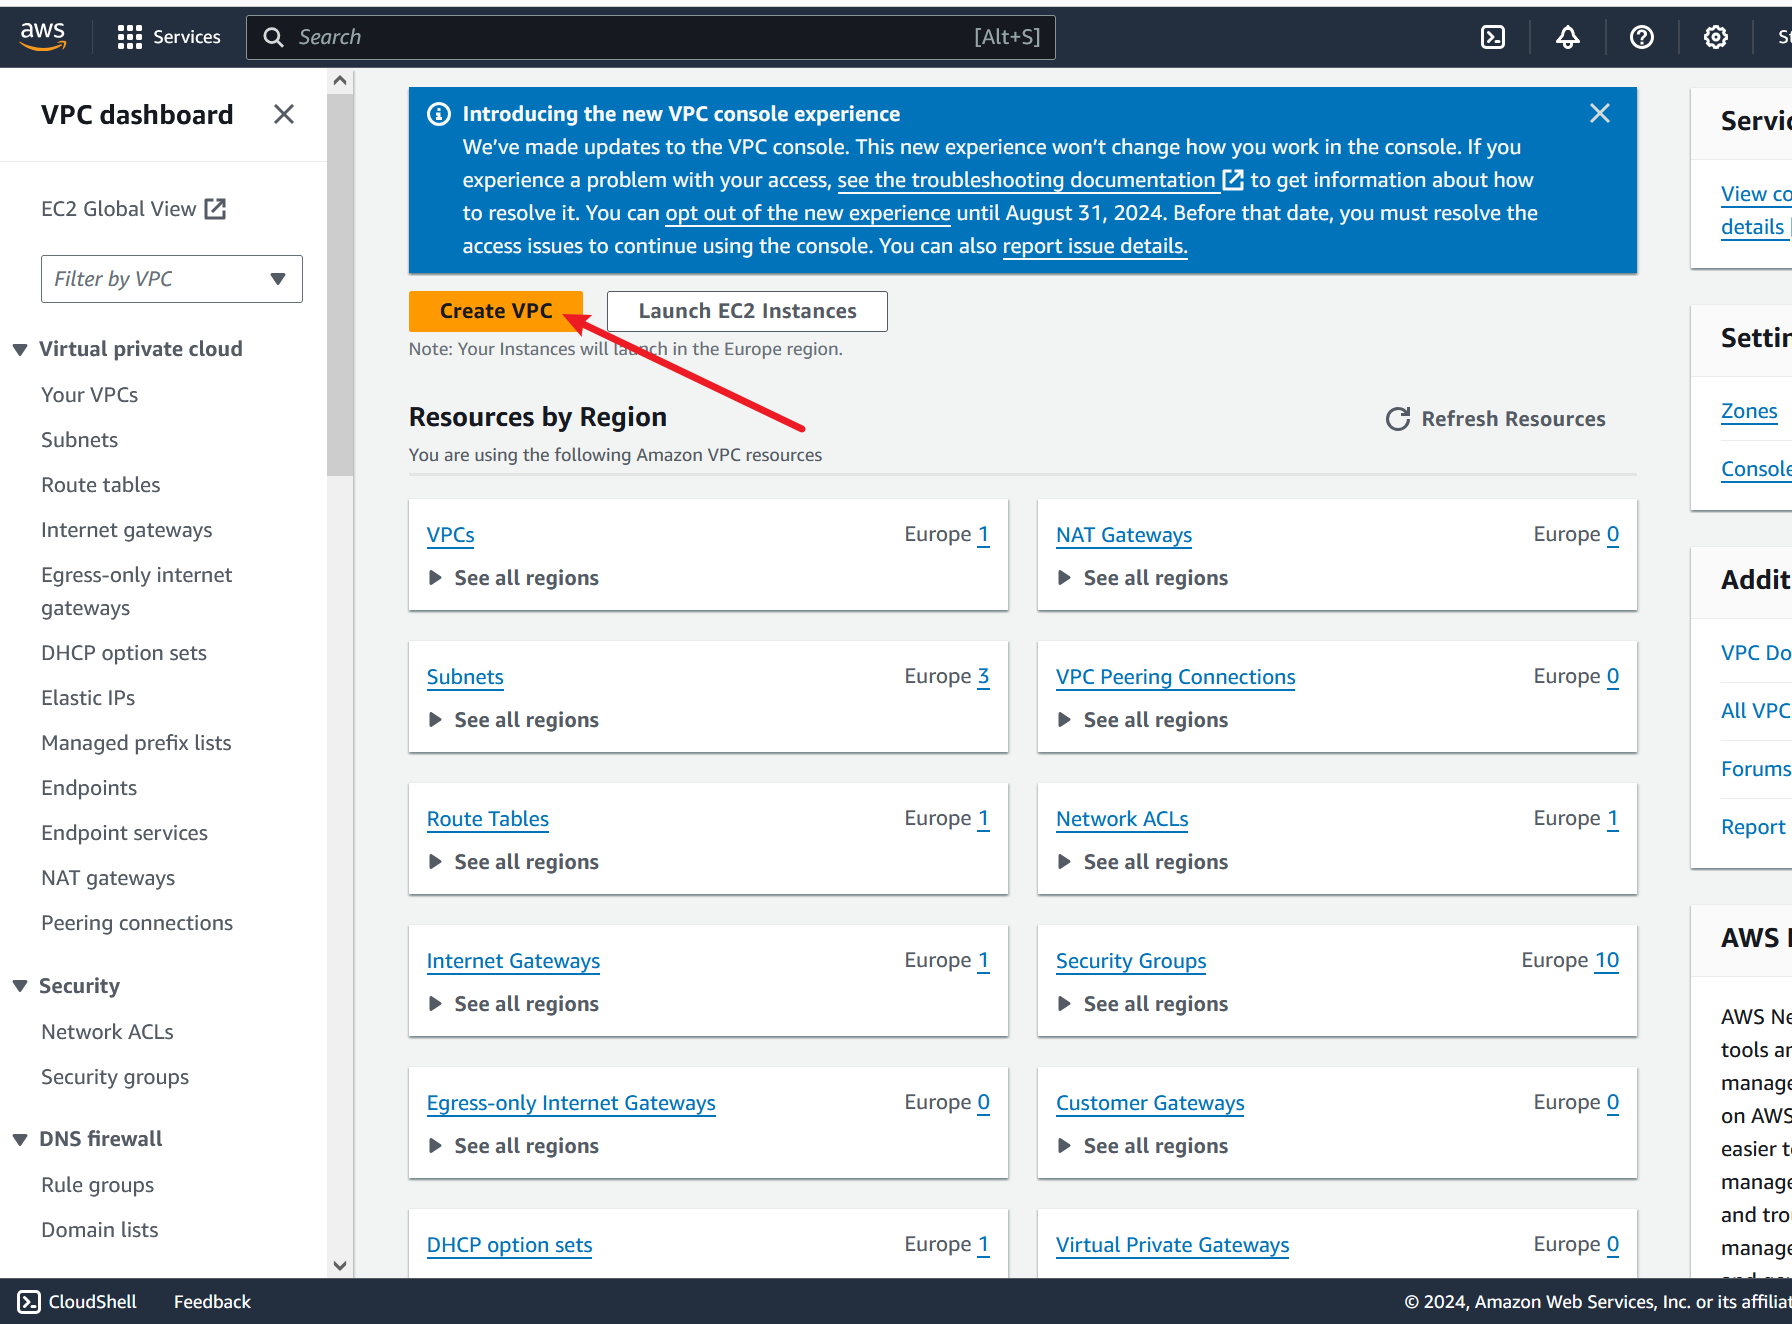 aws
Services
Search [Alt+S]
VPC dashboard
EC2 Global View
Filter by VPC
Virtual private cloud
Your VPCs
Subnets
Route tables
Internet gateways
Egress-only internet
gateways
DHCP option sets
Elastic IPs
Managed prefix lists
Endpoints
Endpoint services
NAT gateways
Peering connections
Security
Network ACLs
Security groups
DNS firewall
Rule groups
Domain lists
Introducing the new VPC console experience
We've made updates to the VPC console. This new experience won't change how you work in the console. If you
experience a problem with your access, see the troubleshooting documentation to get information about how
to resolve it. You can opt out of the new experience until August 31, 2024. Before that date, you must resolve the
access issues to continue using the console. You can also report issue details.
Create VPC
Launch EC2 Instances
Note: Your Instances will launch in the Europe region.
Resources by Region
Refresh Resources
You are using the following Amazon VPC resources
VPCs Europe 1
See all regions
NAT Gateways Europe 0
See all regions
Subnets Europe 3
See all regions
VPC Peering Connections Europe 0
See all regions
Route Tables Europe 1
See all regions
Network ACLs Europe 1
See all regions
Internet Gateways Europe 1
See all regions
Security Groups Europe 10
See all regions
Egress-only Internet Gateways Europe 0
See all regions
Customer Gateways Europe 0
See all regions
DHCP option sets Europe 1
Virtual Private Gateways Europe 0
View
details
Zones
Console
VPC
All VPC
Forums
Report
AWS
AWS
tools
on AWS
easier
and
CloudShell
Feedback
© 2024, Amazon Web Services, Inc. or its